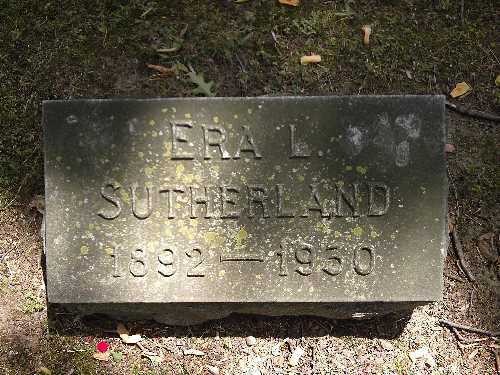 ERA L.
SUTHERLAND
1892 — 1950